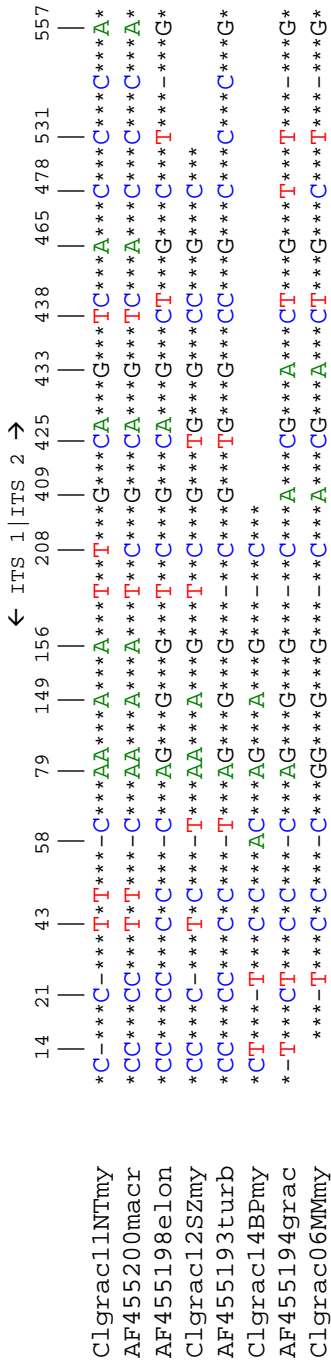 ← ITS 1|ITS 2 →
14 21 43 58 79 149 156 208 409 425 433 438 465 478 531 557
Clgrac11NTmy *C-***C-***T*T***-C***AA***A***A***T**T***G***CA***G***TC***A***C***C***C***A*
AF455200macr *CC***CC***T*T***-C***AA***A***A***T**C***G***CA***G***TC***A***C***C***C***A*
AF455198elon *CC***CC***C*C***-C***AG***G***G***T**C***G***CA***G***CT***G***C***T***-***G*
Clgrac12SZmy *CC***C-***T*C***-T***AA***A***G***T**C***G***TG***G***CC***G***C***
AF455193turb *CC***CC***C*C***-T***AG***G***G***-**C***G***TG***G***CC***G***C***C***C***G*
Clgrac14BPmy *CT***-T***C*C***AC***AG***A***G***-**C***
AF455194grac *-T***CT***C*C***-C***AG***G***G***-**C***A***CG***A***CT***G***T***T***-***G*
Clgrac06MMmy ***-T***C*C***-C***GG***G***G***-**C***A***CG***A***CT***G***C***T***-***G*